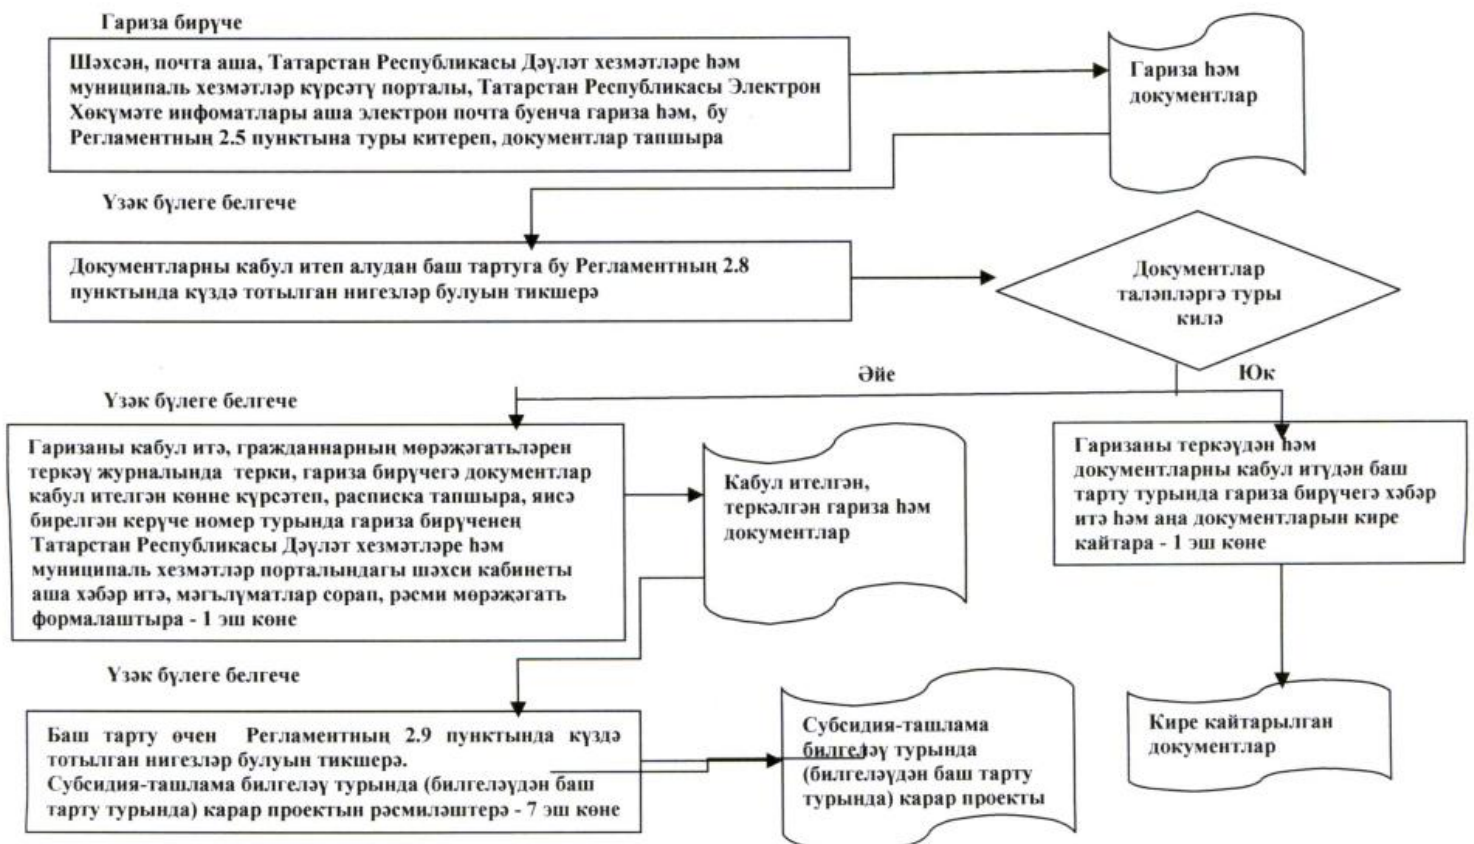 Гариза бирүче
Шәхсән, почта аша, Татарстан Республикасы Дәүләт хезмәтләре һәм
муниципаль хезмәтләр күрсәтү порталы, Татарстан Республикасы Электрон
Хөкүмәте инфоматлары аша электрон почта буенча гариза һәм, бу
Регламентның 2.5 пунктына туры китереп, документлар тапшыра
Гариза һәм
документлар
Үзәк бүлеге белгече
Документларны кабул итеп алудан баш тартуга бу Регламентның 2.8
пунктында күздә тотылган нигезләр булуын тикшерә
Документлар
таләпләргә туры
килә
Әйе
Юк
Үзәк бүлеге белгече
Гаризаны кабул итә, гражданнарның мөрәҗәгатьләрен
теркәү журналында терки, гариза бирүчегә документлар
кабул ителгән көнне күрсәтеп, расписка тапшыра, яисә
бирелгән керүче номер турында гариза бирүченең
Татарстан Республикасы Дәүләт хезмәтләре һәм
муниципаль хезмәтләр порталындагы шәхси кабинеты
аша хәбәр итә, мәгълүматлар сорап, рәсми мөрәҗәгать
формалаштыра - 1 эш көне
Кабул ителгән,
теркәлгән гариза һәм
документлар
Гаризаны теркәүдән һәм
документларны кабул итүдән баш
тарту турында гариза бирүчегә хәбәр
итә һәм аңа документларын кире
кайтара - 1 эш көне
Үзәк бүлеге белгече
Баш тарту өчен Регламентның 2.9 пунктында күздә
тотылган нигезләр булуын тикшерә.
Субсидия-ташлама билгеләү турында (билгеләүдән баш
тарту турында) карар проектын рәсмиләштерә - 7 эш көне
Субсидия-ташлама
билгеләү турында
(билгеләүдән баш тарту
турында) карар проекты
Кире кайтарылган
документлар